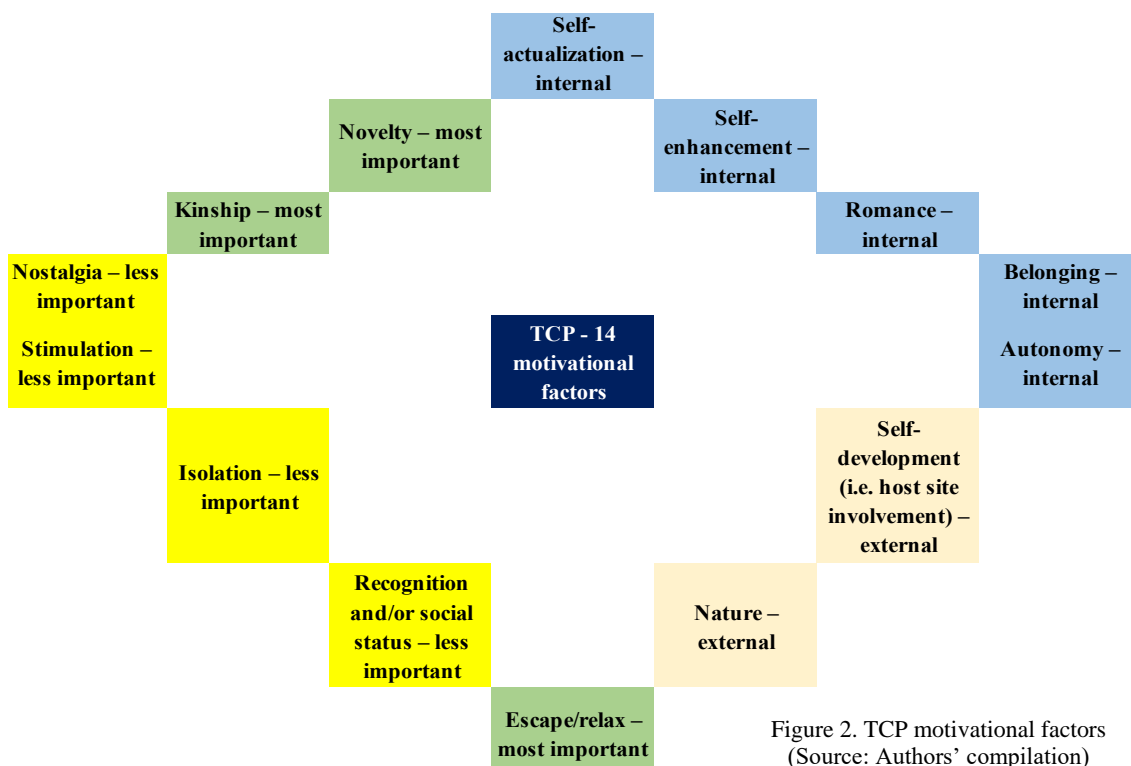 Self-
actualization –
internal
Novelty – most
important
Self-
enhancement –
internal
Kinship – most
important
Romance –
internal
Nostalgia – less
important
Stimulation –
less important
TCP - 14
motivational
factors
Belonging –
internal
Autonomy –
internal
Isolation – less
important
Self-
development
(i.e. host site
involvement) –
external
Recognition
and/or social
status – less
important
Nature –
external
Escape/relax –
most important
Figure 2. TCP motivational factors
(Source: Authors’ compilation)